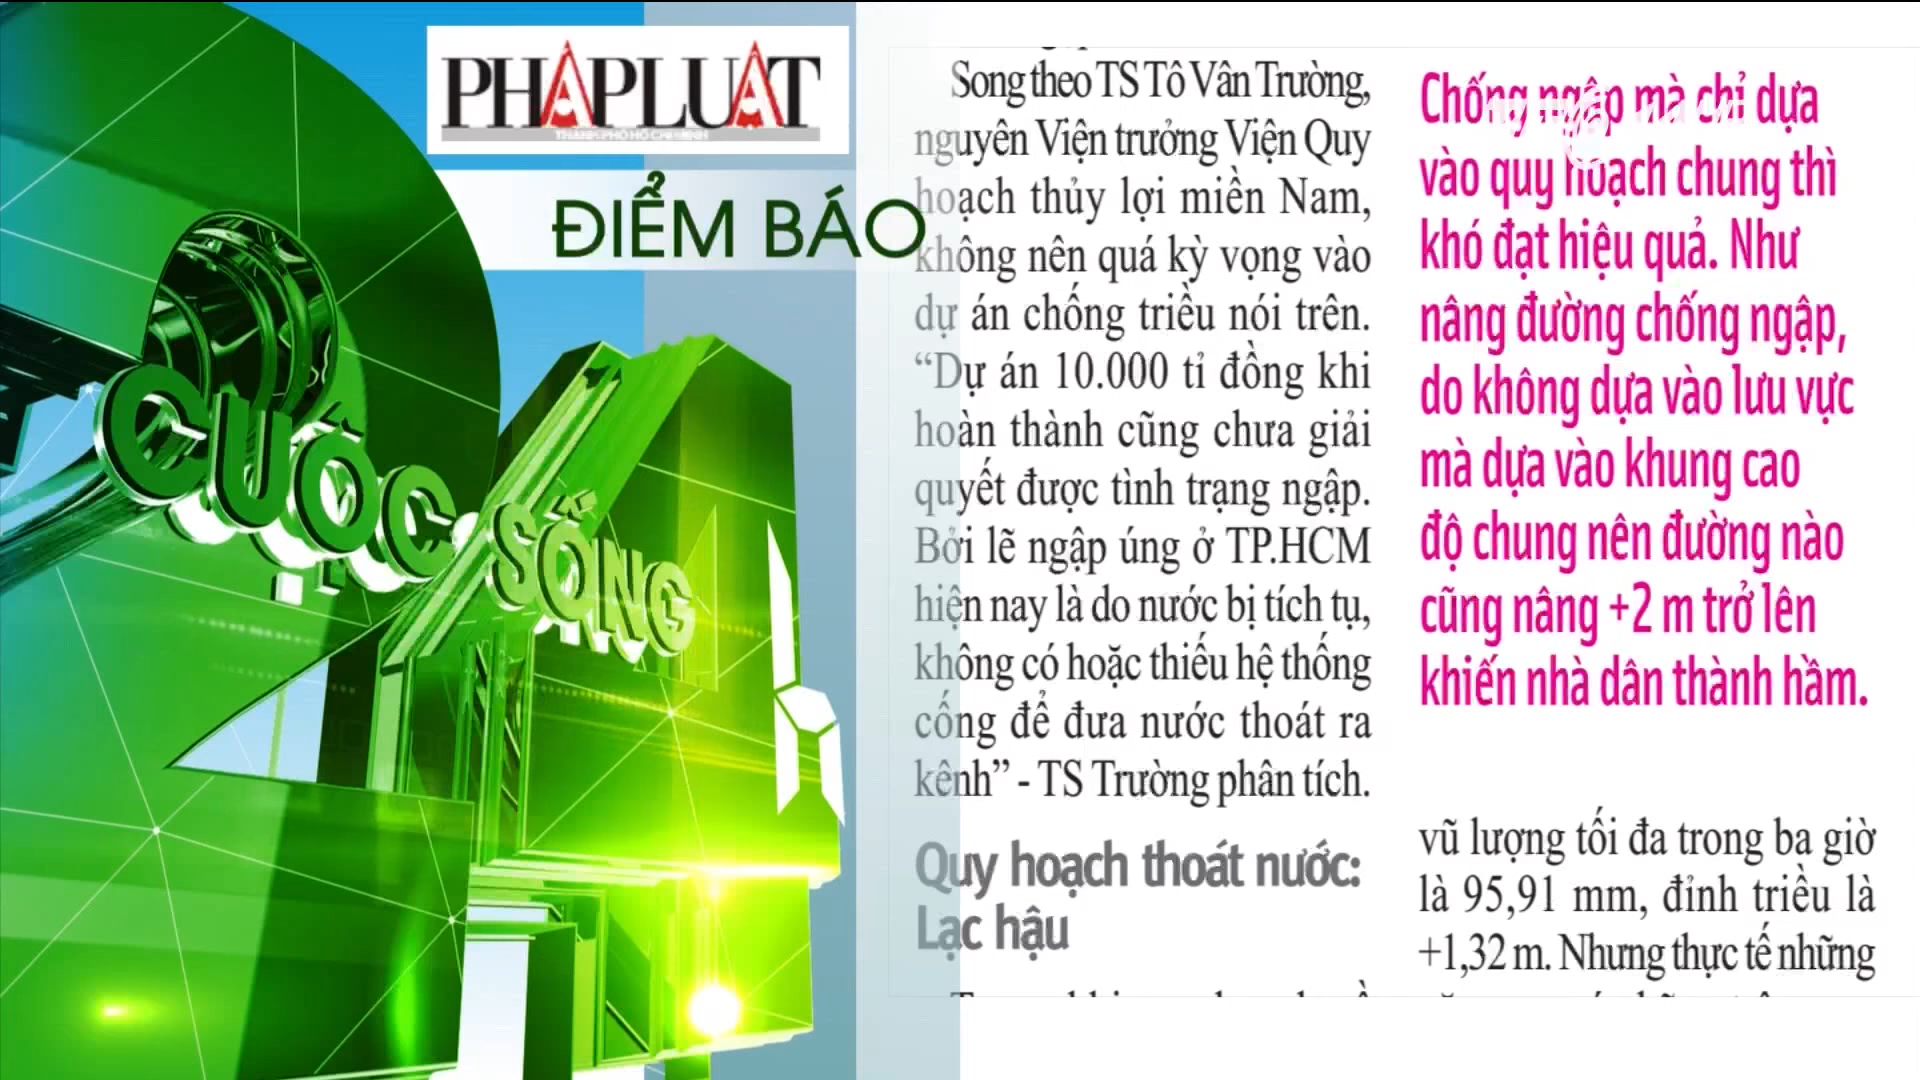 PHÁPLUẬT
THÀNH PHỐ HỒ CHÍ MINH
ĐIỂM BÁO
24h
CUỘC SỐNG
Song theo TS Tô Vân Trường,
nguyên Viện trưởng Viện Quy
hoạch thủy lợi miền Nam,
không nên quá kỳ vọng vào
dự án chống triều nói trên.
“Dự án 10.000 tỉ đồng khi
hoàn thành cũng chưa giải
quyết được tình trạng ngập.
Bởi lẽ ngập úng ở TP.HCM
hiện nay là do nước bị tích tụ,
không có hoặc thiếu hệ thống
cống để đưa nước thoát ra
kênh” - TS Trường phân tích.
Quy hoạch thoát nước:
Lạc hậu
Chống ngập mà chỉ dựa
vào quy hoạch chung thì
khó đạt hiệu quả. Như
nâng đường chống ngập,
do không dựa vào lưu vực
mà dựa vào khung cao
độ chung nên đường nào
cũng nâng +2 m trở lên
khiến nhà dân thành hầm.
vũ lượng tối đa trong ba giờ
là 95,91 mm, đỉnh triều là
+1,32 m. Nhưng thực tế những